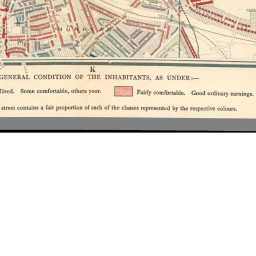 NUNHEAD
K
GENERAL CONDITION OF THE INHABITANTS, AS UNDER:—
Mixed. Some comfortable, others poor. Fairly comfortable. Good ordinary earnings.
street contains a fair proportion of each of the classes represented by the respective colours.